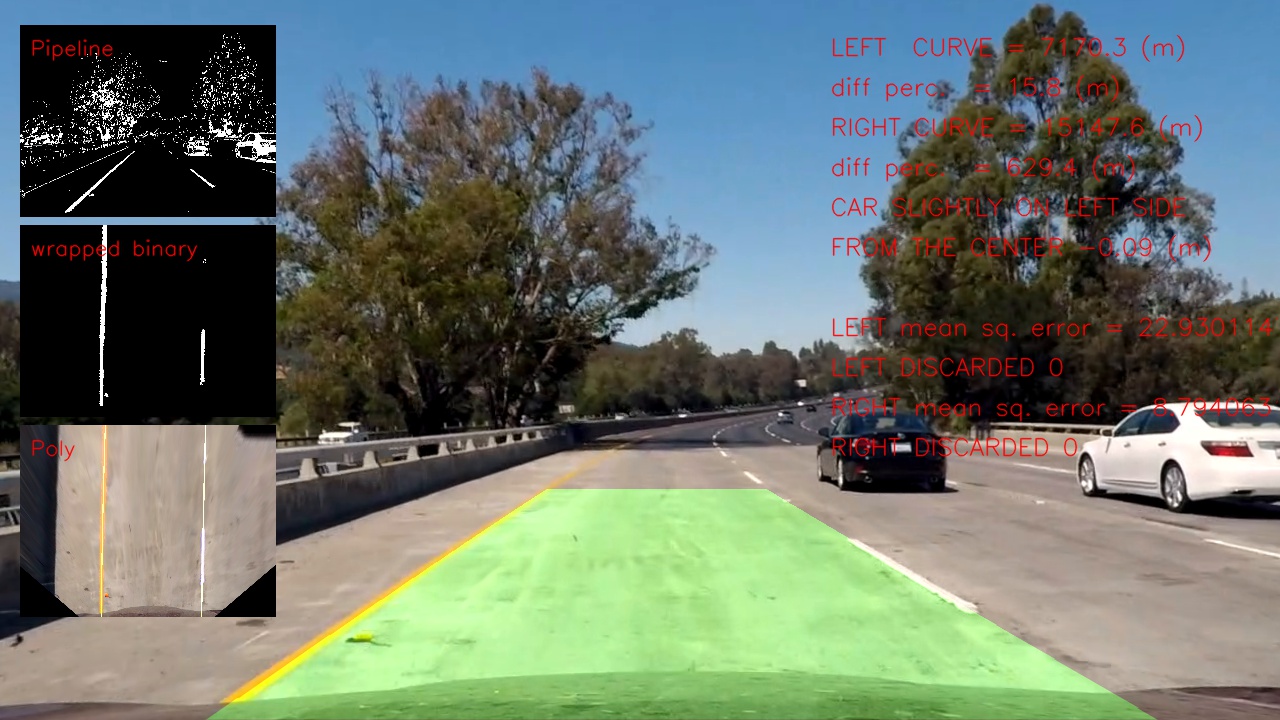 Pipeline
wrapped binary
Poly
LEFT CURVE = 7170.3 (m)
diff perc. = 15.8 (m)
RIGHT CURVE = 15147.6 (m)
diff perc. = 629.4 (m)
CAR SLIGHTLY ON LEFT SIDE
FROM THE CENTER -0.09 (m)
LEFT mean sq. error = 22.930114
LEFT DISCARDED 0
RIGHT mean sq. error = 8.794063
RIGHT DISCARDED 0